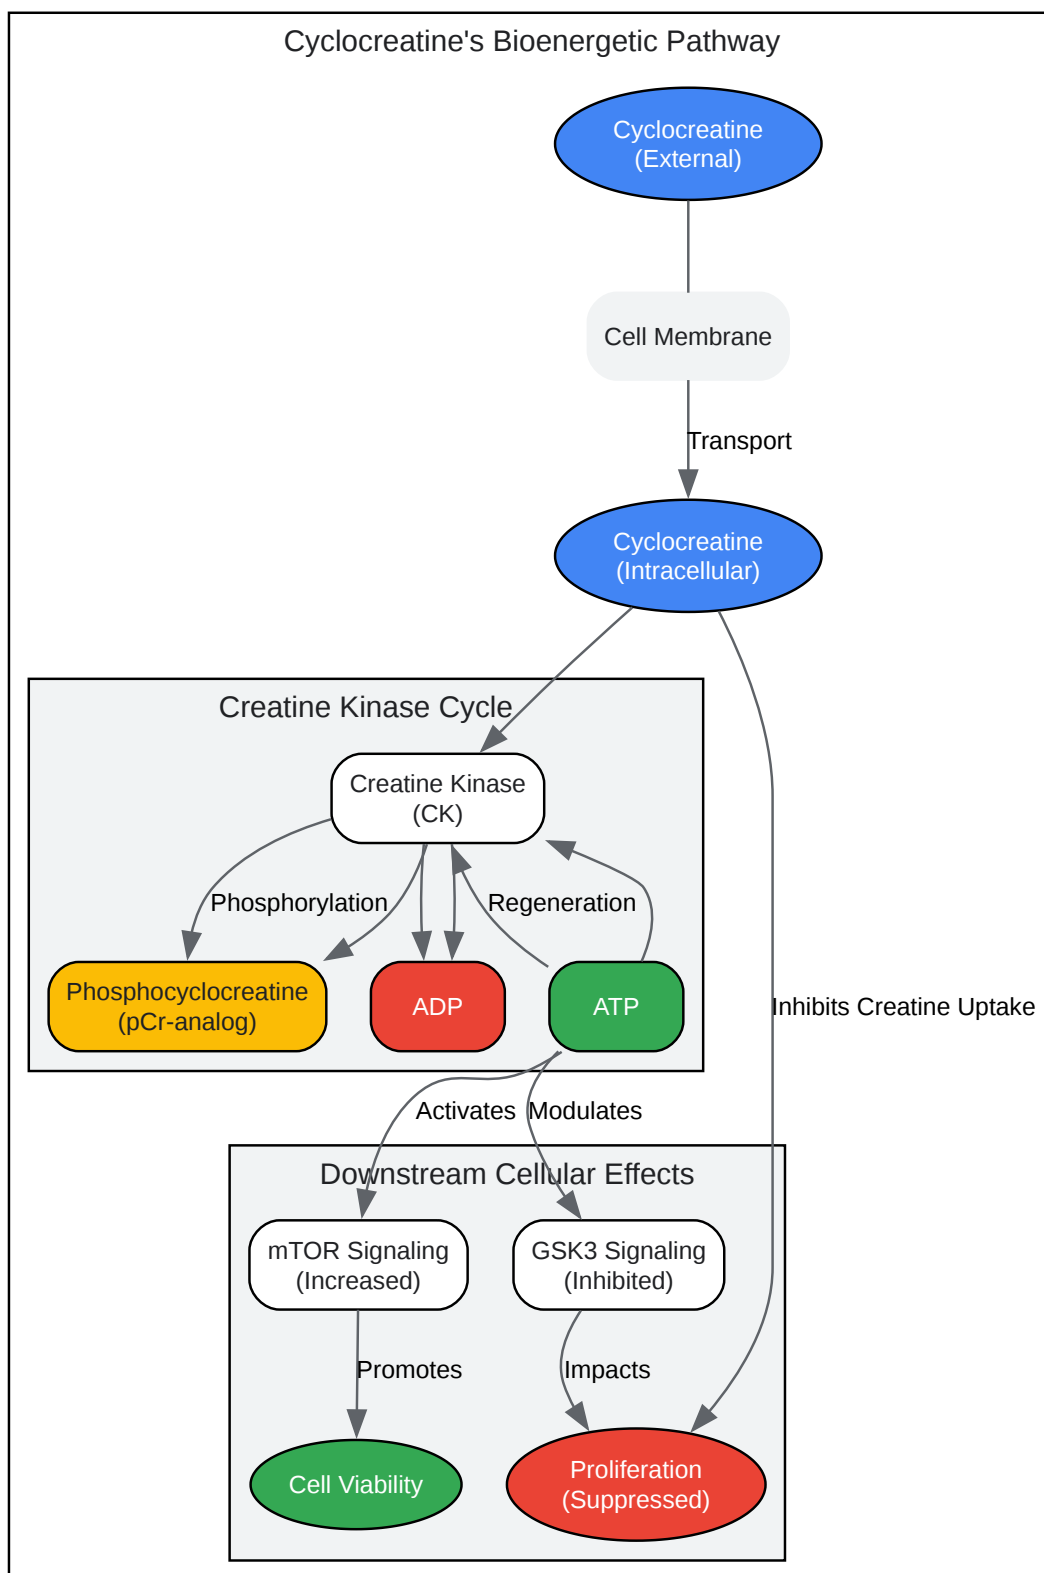 Cyclocreatine's Bioenergetic Pathway
Cyclocreatine
(External)
Cell Membrane
Transport
Cyclocreatine
(Intracellular)
Creatine Kinase Cycle
Creatine Kinase
(CK)
Phosphorylation
Regeneration
Phosphocyclocreatine
(pCr-analog)
ADP
ATP
Inhibits Creatine Uptake
Activates
Modulates
Downstream Cellular Effects
mTOR Signaling
(Increased)
GSK3 Signaling
(Inhibited)
Promotes
Impacts
Cell Viability
Proliferation
(Suppressed)